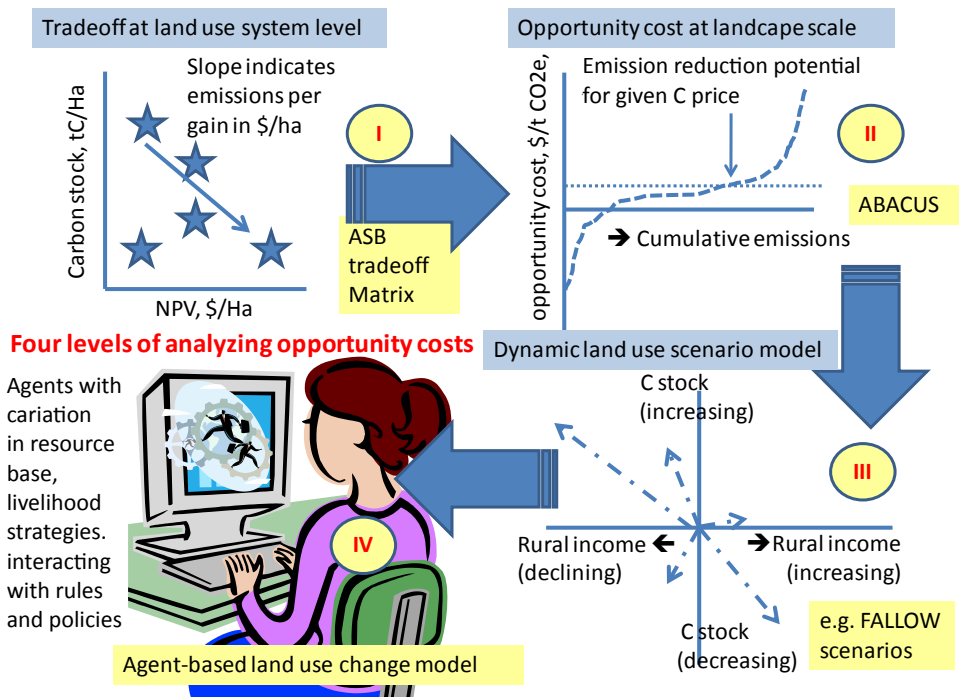 Tradeoff at land use system level
Carbon stock, tC/Ha
Slope indicates
emissions per
gain in $/ha
NPV, $/Ha
I
ASB
tradeoff
Matrix
Opportunity cost at landscape scale
opportunity cost, $/t CO2e,
Emission reduction potential
for given C price
➔ Cumulative emissions
II
ABACUS
Four levels of analyzing opportunity costs
Dynamic land use scenario model
C stock
(increasing)
III
Rural income 🡸
(declining)
➔ Rural income
(increasing)
C stock
(decreasing)
e.g. FALLOW
scenarios
Agents with
cariation
in resource
base,
livelihood
strategies.
interacting
with rules
and policies
IV
Agent-based land use change model